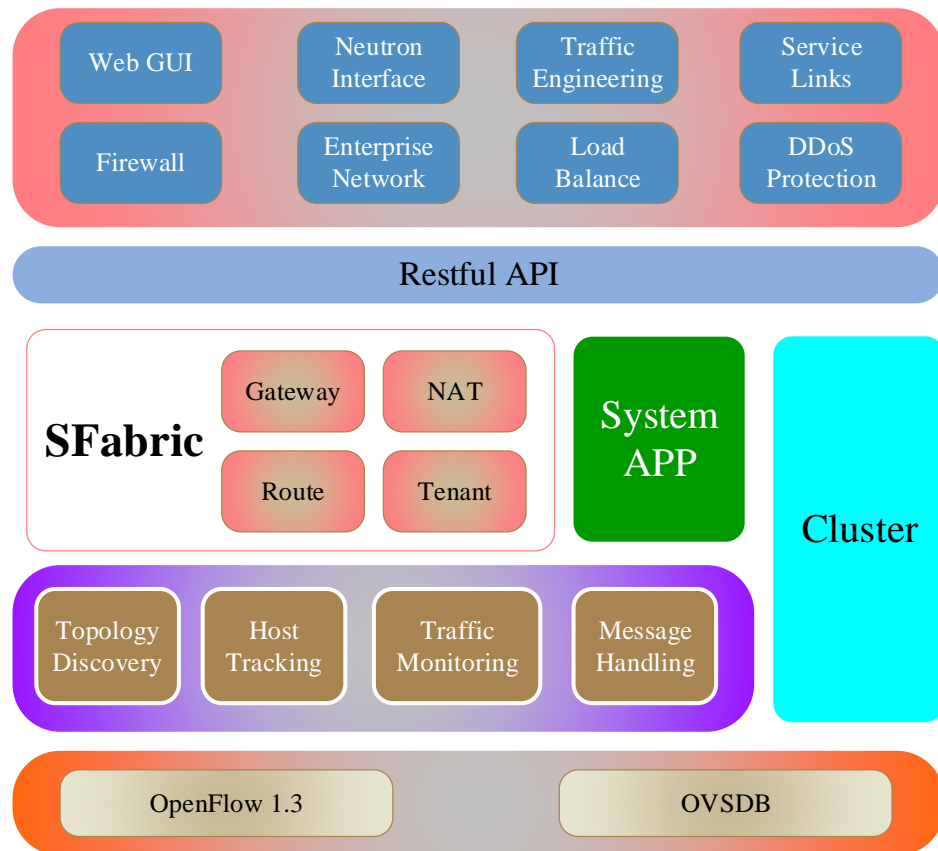 Web GUI
Neutron
Interface
Traffic
Engineering
Service
Links
Firewall
Enterprise
Network
Load
Balance
DDoS
Protection
Restful API
SFabric
Gateway
NAT
Route
Tenant
System
APP
Cluster
Topology
Discovery
Host
Tracking
Traffic
Monitoring
Message
Handling
OpenFlow 1.3
OVSDB